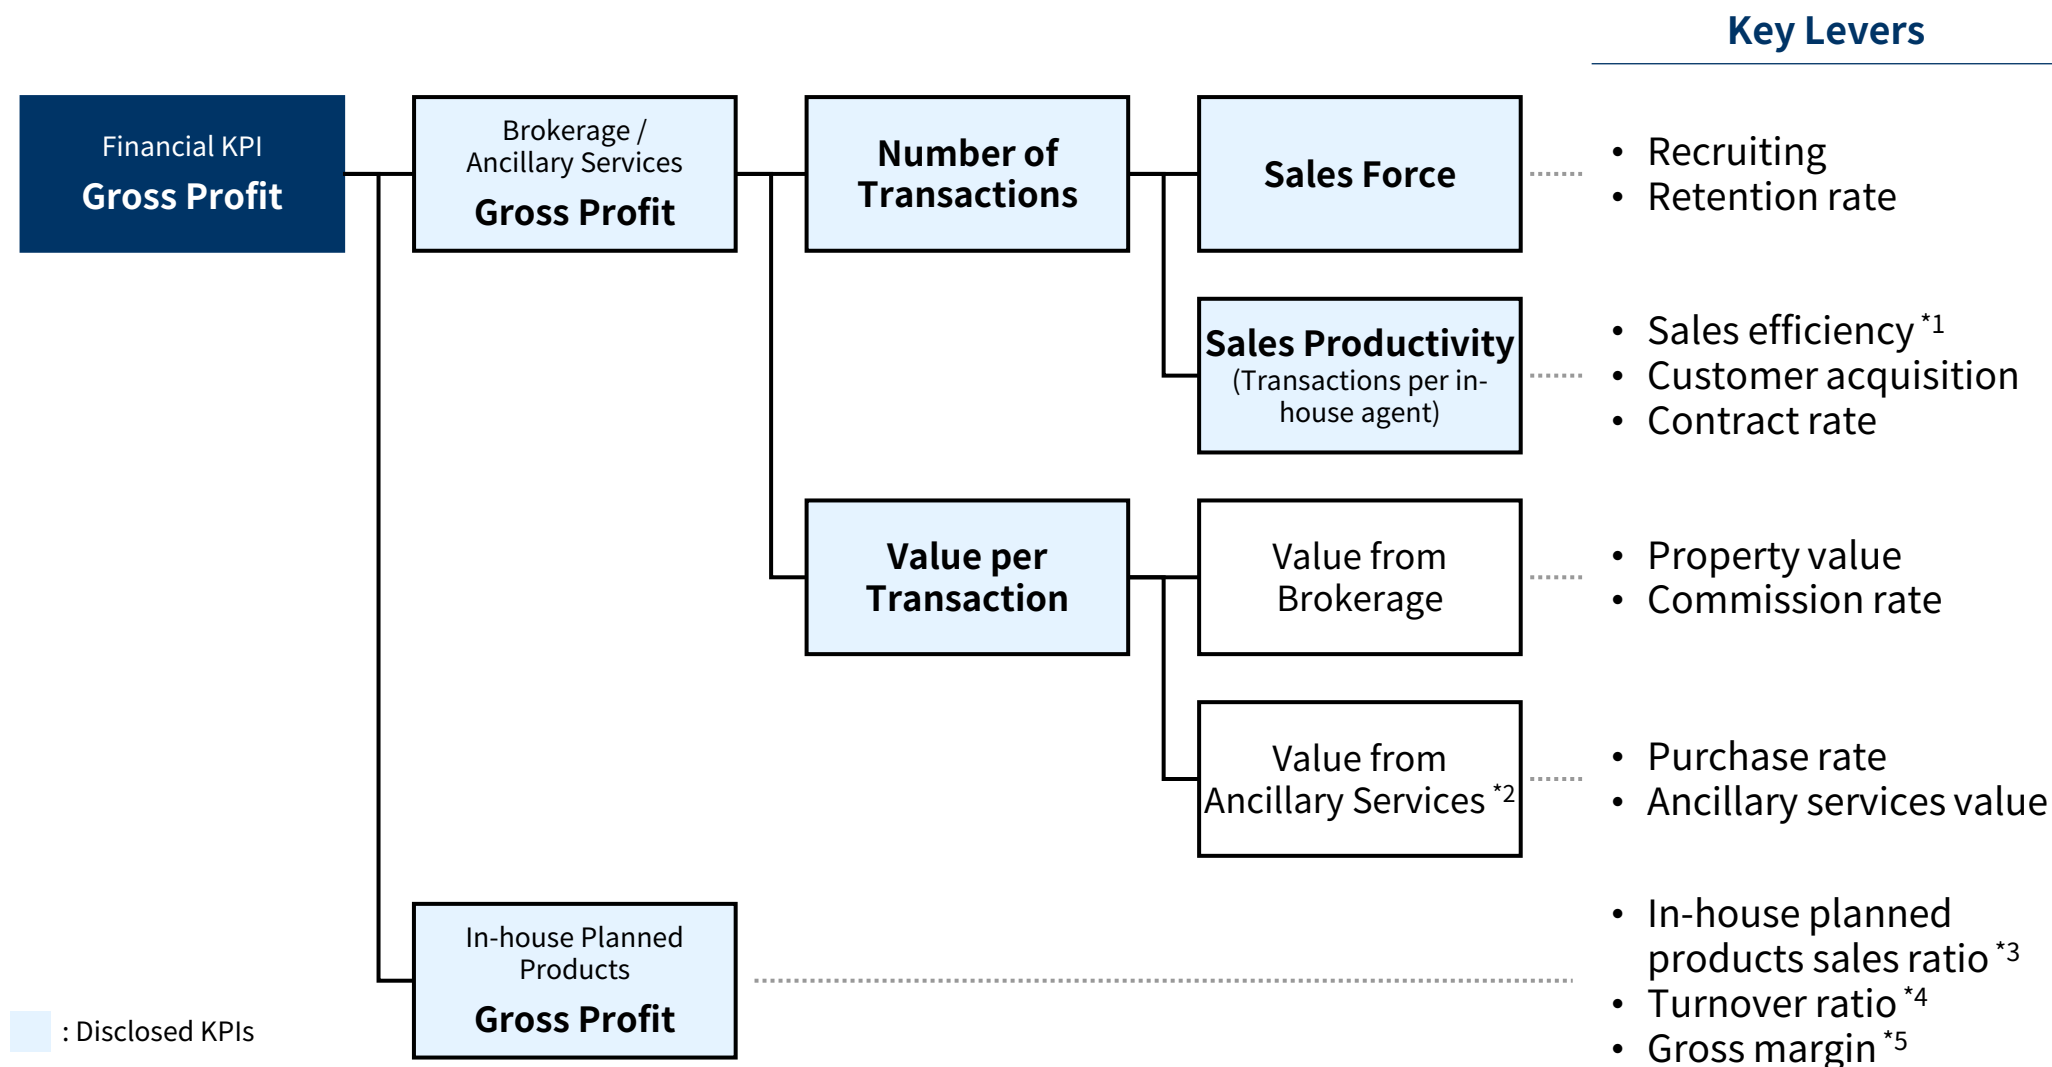 Key Levers
Financial KPI
Gross Profit
Brokerage /
Ancillary Services
Gross Profit
Number of
Transactions
Sales Force
• Recruiting
• Retention rate
Sales Productivity
(Transactions per in-
house agent)
• Sales efficiency *1
• Customer acquisition
• Contract rate
Value per
Transaction
Value from
Brokerage
• Property value
• Commission rate
Value from
Ancillary Services *2
• Purchase rate
• Ancillary services value
In-house Planned
Products
Gross Profit
• In-house planned
products sales ratio *3
• Turnover ratio *4
• Gross margin *5
: Disclosed KPIs